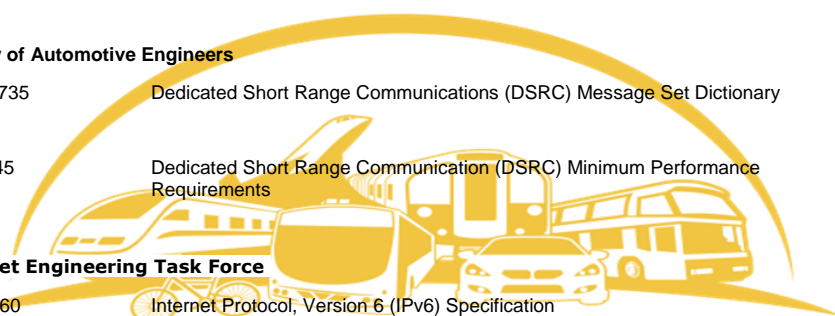 y of Automotive Engineers
735 Dedicated Short Range Communications (DSRC) Message Set Dictionary
45 Dedicated Short Range Communication (DSRC) Minimum Performance
Requirements
et Engineering Task Force
60 Internet Protocol, Version 6 (IPv6) Specification